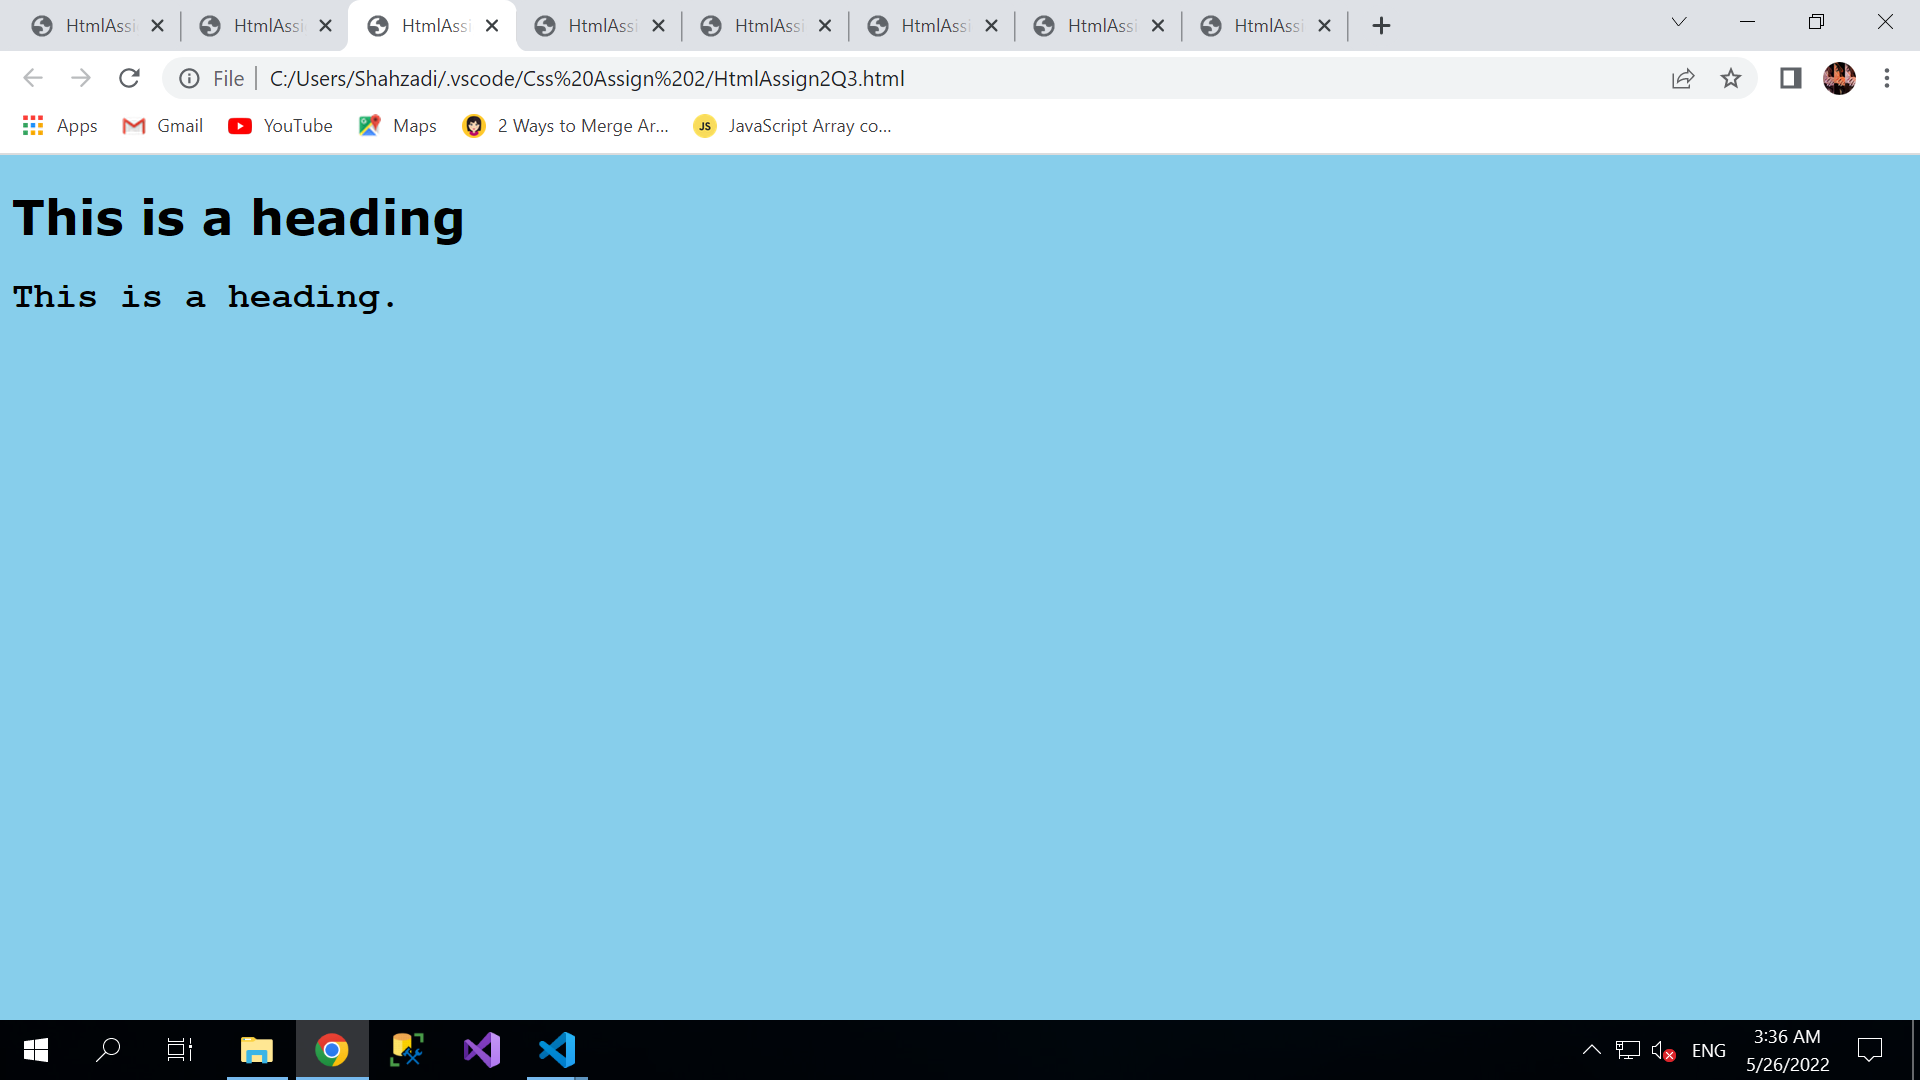 HtmlAssi HtmlAssi HtmlAssi HtmlAssi HtmlAssi HtmlAssi HtmlAssi HtmlAssi
File C:/Users/Shahzadi/.vscode/Css%20Assign%202/HtmlAssign2Q3.html
Apps Gmail YouTube Maps 2 Ways to Merge Ar... JS JavaScript Array co...
This is a heading
This is a heading.
ENG
3:36 AM
5/26/2022